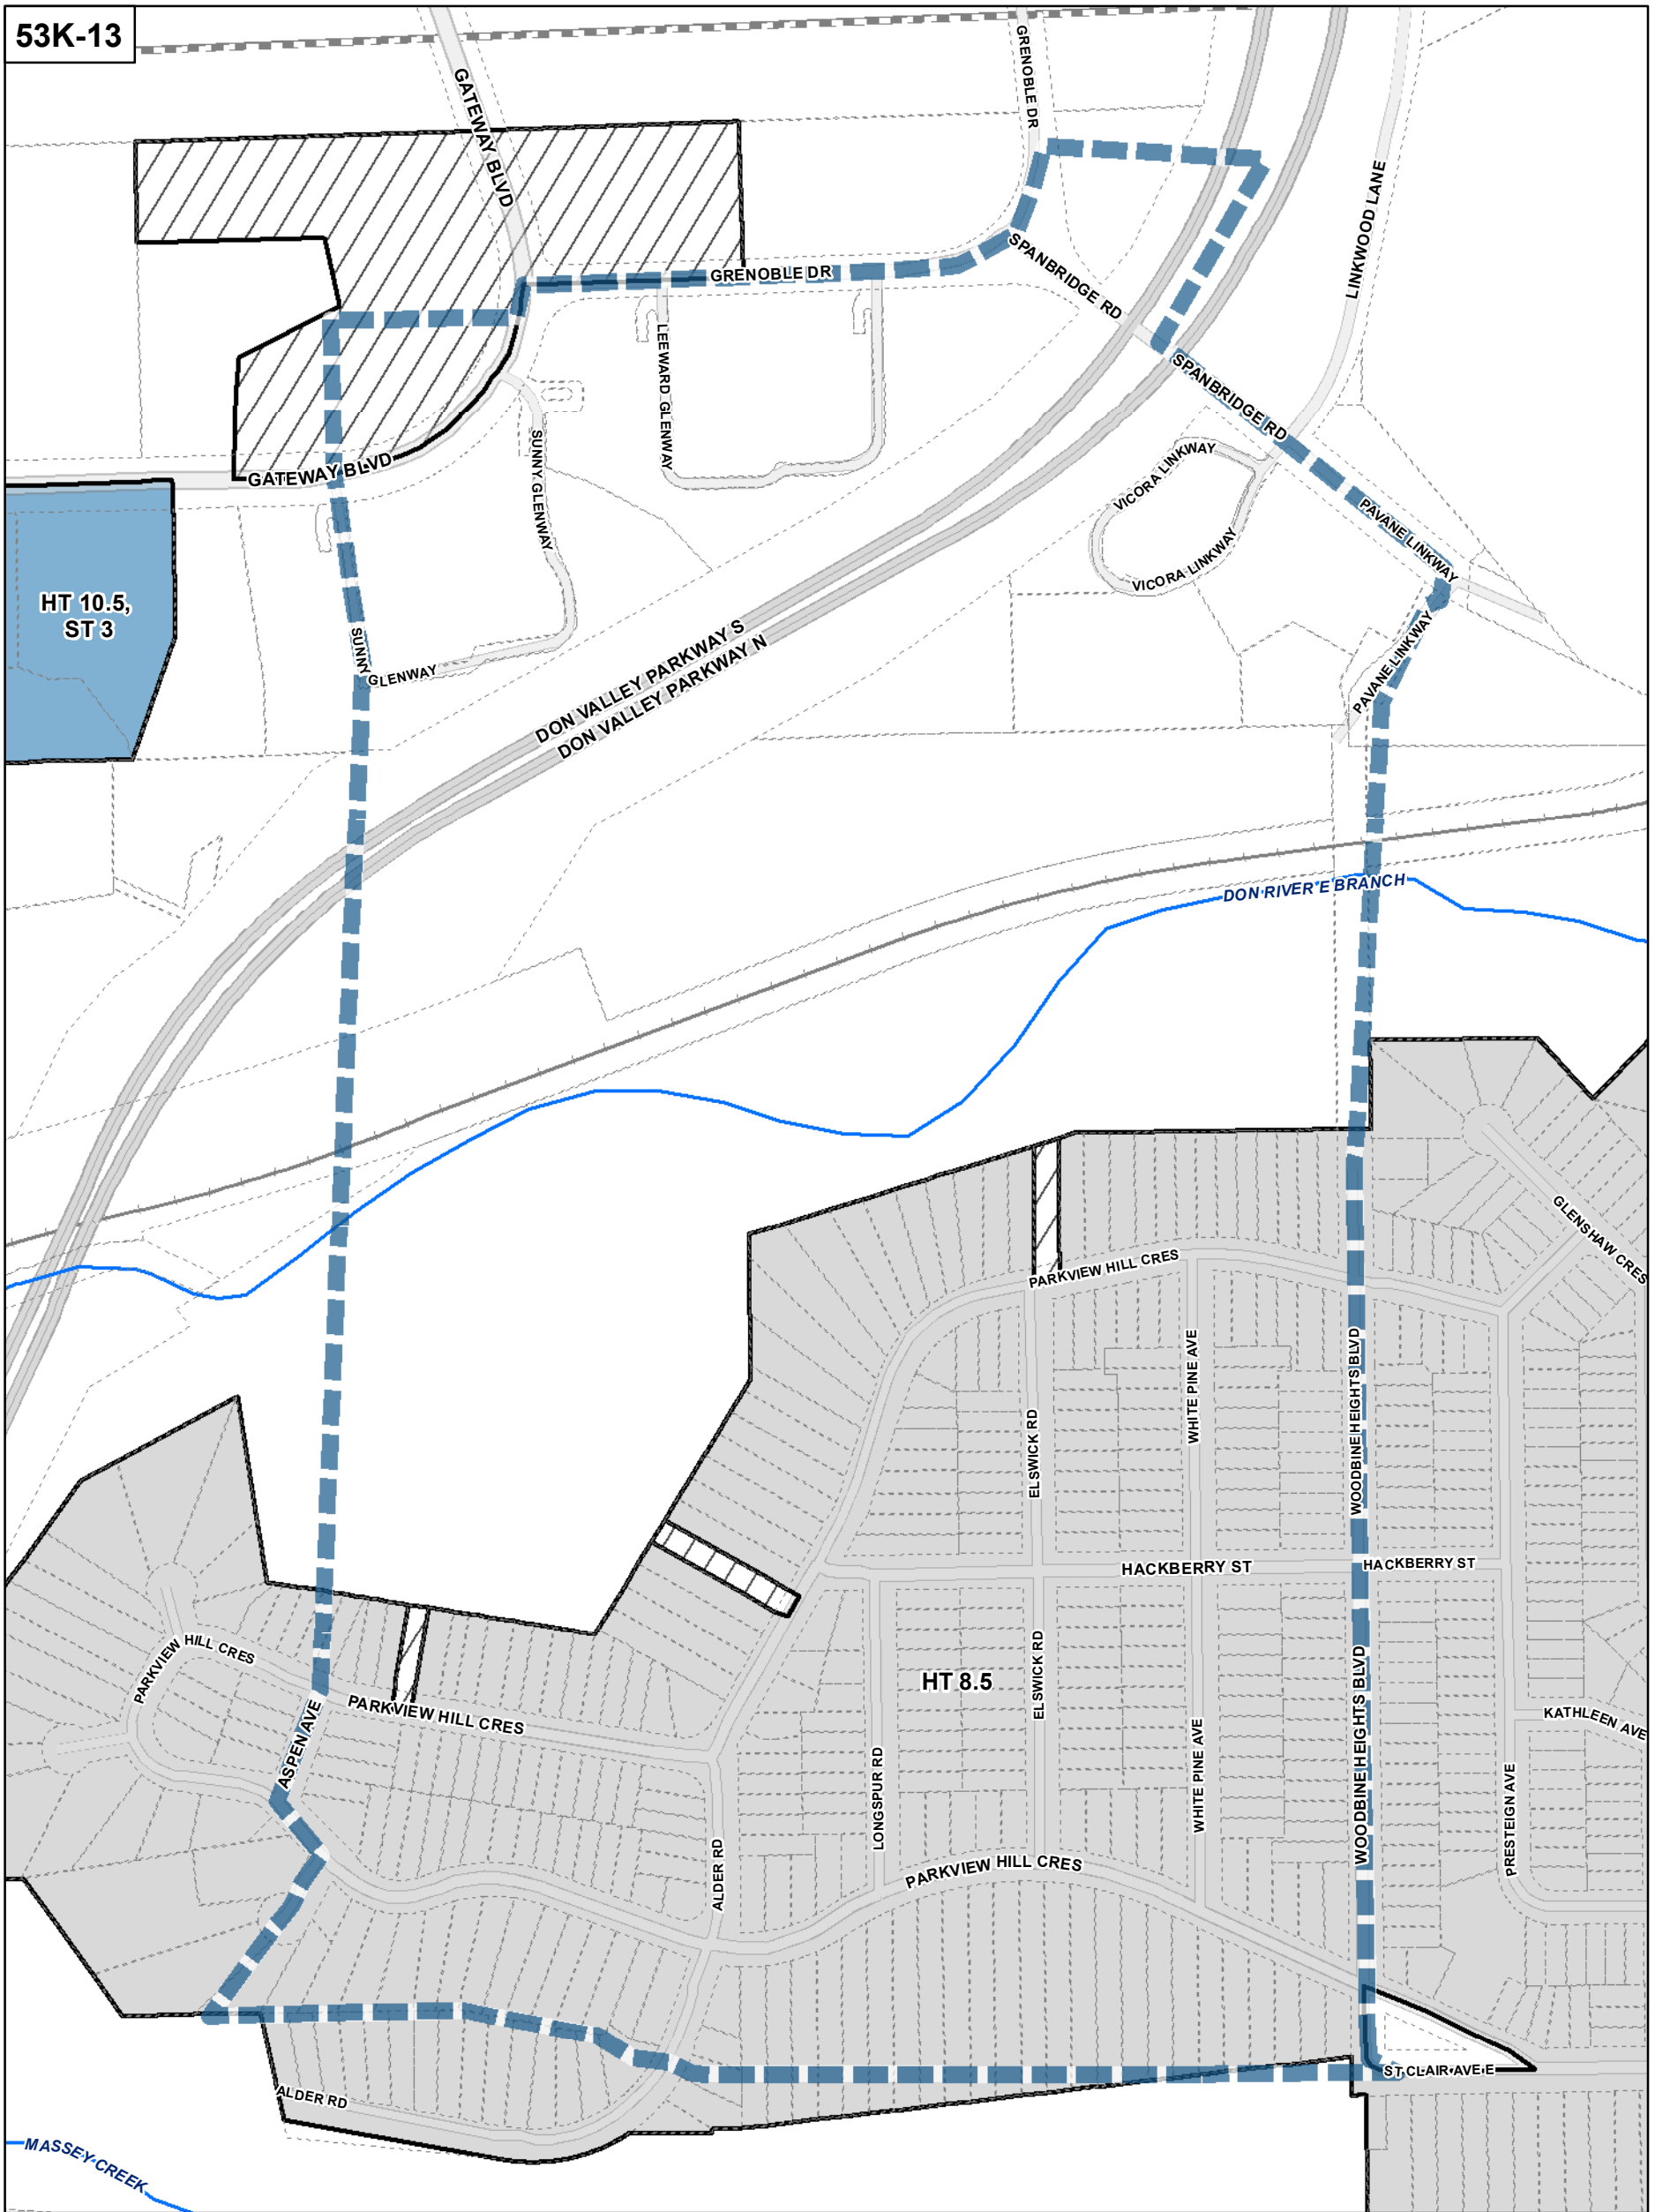 53K-13
GATEWAY BLVD
GRENOBLE DR
LINKWOOD LANE
SPANBRIDGE RD
GRENOBLE DR
LEEWARD GLENWAY
SPANBRIDGE RD
GATEWAY BLVD
SUNNY GLENWAY
VICORA LINKWAY
PAVANE LINKWAY
VICORA LINKWAY
HT 10.5,
ST 3
SUNNY
GLENWAY
PAVANE LINKWAY
DON VALLEY PARKWAY S
DON VALLEY PARKWAY N
DON RIVER E BRANCH
GLENSHAW CRES
PARKVIEW HILL CRES
WHITE PINE AVE
WOODBINE HEIGHTS BLVD
ELSWICK RD
HACKBERRY ST
HACKBERRY ST
PARKVIEW
HILL CRES
ELSWICK RD
HT 8.5
WOODBINE HEIGHTS BLVD
PARKVIEW HILL CRES
ASPEN AVE
KATHLEEN AVE
LONGSPUR RD
WHITE PINE AVE
PRESTEIGN AVE
ALDER RD
PARKVIEW HILL CRES
ST CLAIR AVE E
ALDER RD
MASSEY CREEK